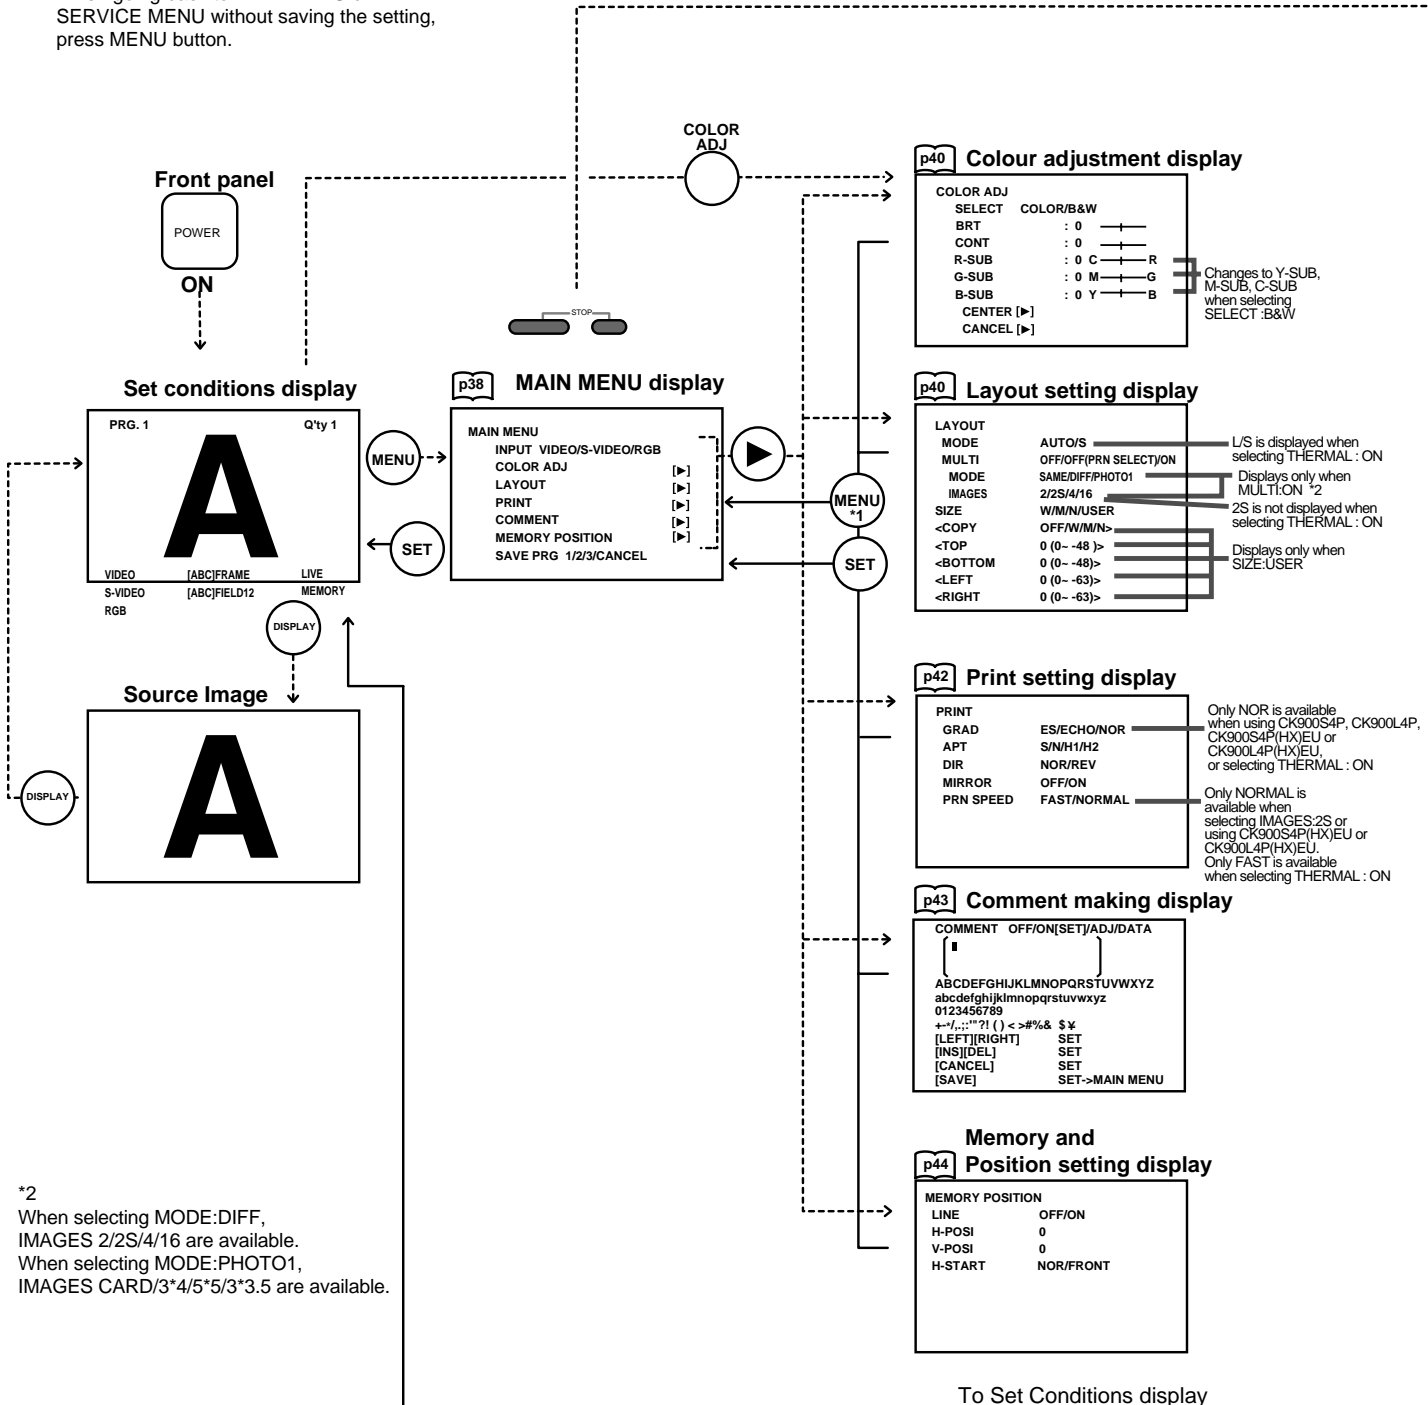 SERVICE MENU without saving the setting,
press MENU button.
COLOR
ADJ
Front panel
POWER
ON
STOP
Set conditions display
PRG. 1
Q'ty 1
A
VIDEO [ABC]FRAME LIVE
S-VIDEO [ABC]FIELD12 MEMORY
RGB
DISPLAY
Source Image
A
DISPLAY
MENU
SET
p38 MAIN MENU display
MAIN MENU
INPUT VIDEO/S-VIDEO/RGB
COLOR ADJ [▶]
LAYOUT [▶]
PRINT [▶]
COMMENT [▶]
MEMORY POSITION [▶]
SAVE PRG 1/2/3/CANCEL
MENU
*1
SET
p40 Colour adjustment display
COLOR ADJ
SELECT COLOR/B&W
BRT : 0
CONT : 0
R-SUB : 0 C R
G-SUB : 0 M G
B-SUB : 0 Y B
CENTER [▶]
CANCEL [▶]
Changes to Y-SUB,
M-SUB, C-SUB
when selecting
SELECT :B&W
p40 Layout setting display
LAYOUT
MODE AUTO/S
MULTI OFF/OFF(PRN SELECT)/ON
MODE SAME/DIFF/PHOTO1
IMAGES 2/2S/4/16
SIZE W/M/N/USER
<COPY OFF/W/M/N>
<TOP 0 (0~ -48 )>
<BOTTOM 0 (0~ -48)>
<LEFT 0 (0~ -63)>
<RIGHT 0 (0~ -63)>
L/S is displayed when
selecting THERMAL : ON
Displays only when
MULTI:ON *2
2S is not displayed when
selecting THERMAL : ON
Displays only when
SIZE:USER
p42 Print setting display
PRINT
GRAD ES/ECHO/NOR
APT S/N/H1/H2
DIR NOR/REV
MIRROR OFF/ON
PRN SPEED FAST/NORMAL
Only NOR is available
when using CK900S4P, CK900L4P,
CK900S4P(HX)EU or
CK900L4P(HX)EU,
or selecting THERMAL : ON
Only NORMAL is
available when
selecting IMAGES:2S or
using CK900S4P(HX)EU or
CK900L4P(HX)EU.
Only FAST is available
when selecting THERMAL : ON
p43 Comment making display
COMMENT OFF/ON[SET]/ADJ/DATA
ABCDEFGHIJKLMNOPQRSTUVWXYZ
abcdefghijklmnopqrstuvwxyz
0123456789
+-*/,.;:'"?! ( ) < >#%& $ ¥
[LEFT][RIGHT] SET
[INS][DEL] SET
[CANCEL] SET
[SAVE] SET->MAIN MENU
Memory and
p44 Position setting display
MEMORY POSITION
LINE OFF/ON
H-POSI 0
V-POSI 0
H-START NOR/FRONT
*2
When selecting MODE:DIFF,
IMAGES 2/2S/4/16 are available.
When selecting MODE:PHOTO1,
IMAGES CARD/3*4/5*5/3*3.5 are available.
To Set Conditions display